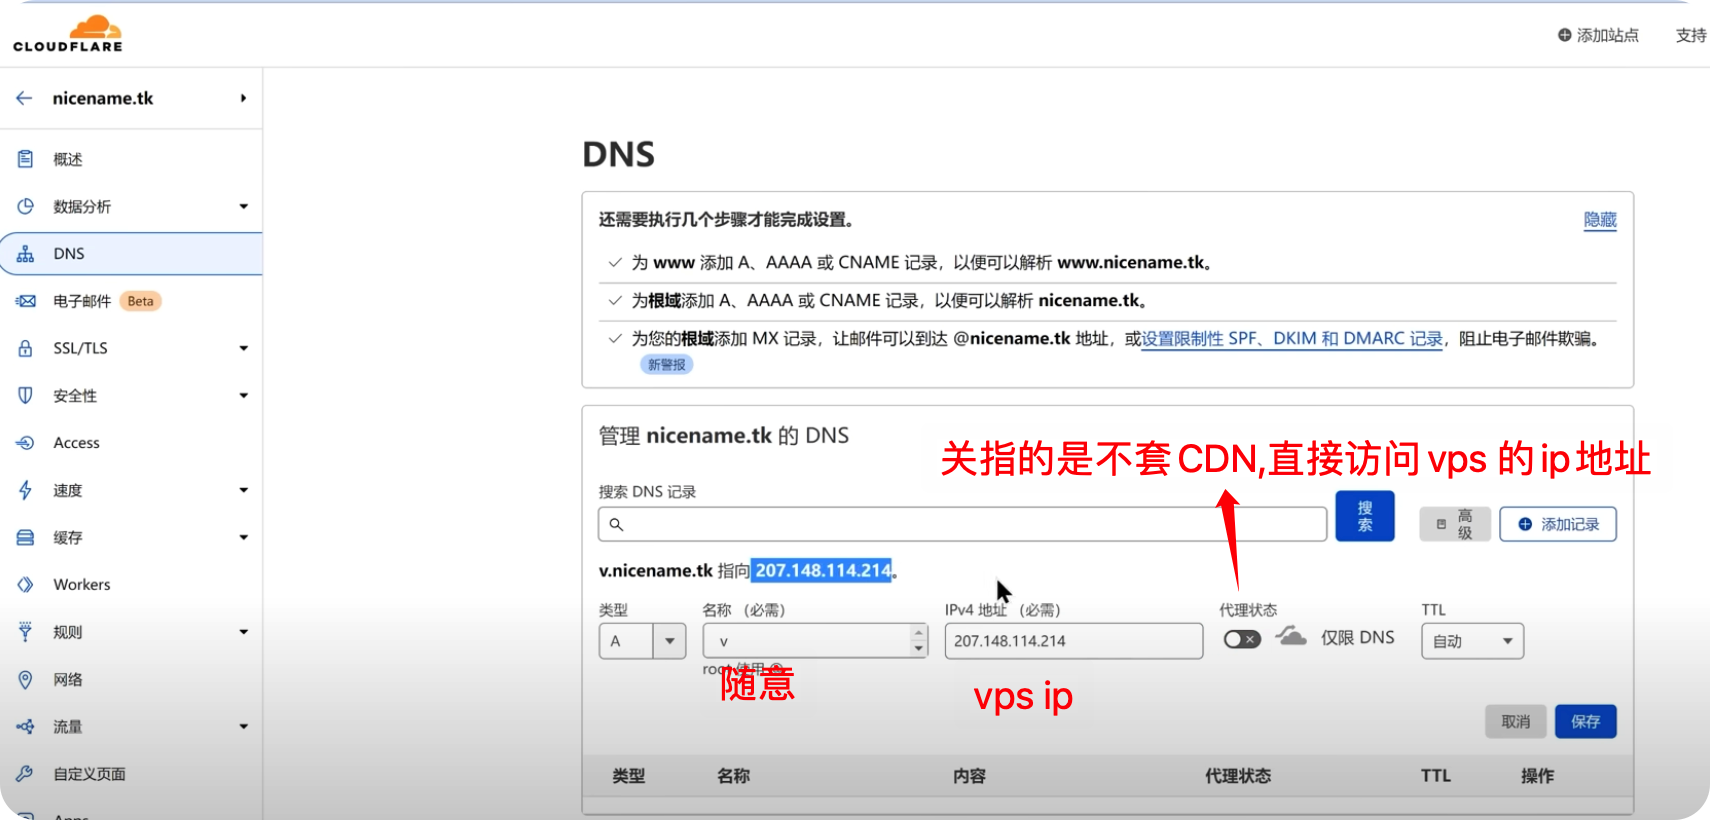 CLOUDFLARE
添加站点
支持
nicename.tk
概述
数据分析
DNS
电子邮件 Beta
SSL/TLS
安全性
Access
速度
缓存
Workers
规则
网络
流量
自定义页面
Apps
DNS
还需要执行几个步骤才能完成设置。
隐藏
为 www 添加 A、AAAA 或 CNAME 记录，以便可以解析 www.nicename.tk。
为根域添加 A、AAAA 或 CNAME 记录，以便可以解析 nicename.tk。
为您的根域添加 MX 记录，让邮件可以到达 @nicename.tk 地址，或设置限制性 SPF、DKIM 和 DMARC 记录，阻止电子邮件欺骗。
新警报
管理 nicename.tk 的 DNS
关指的是不套CDN,直接访问vps 的ip地址
搜索 DNS 记录
搜索
高级
添加记录
v.nicename.tk 指向 207.148.114.214。
类型
名称 （必需）
IPv4 地址 （必需）
代理状态
TTL
A
v
207.148.114.214
仅限 DNS
自动
root 使用 @
随意
vps ip
取消
保存
类型
名称
内容
代理状态
TTL
操作